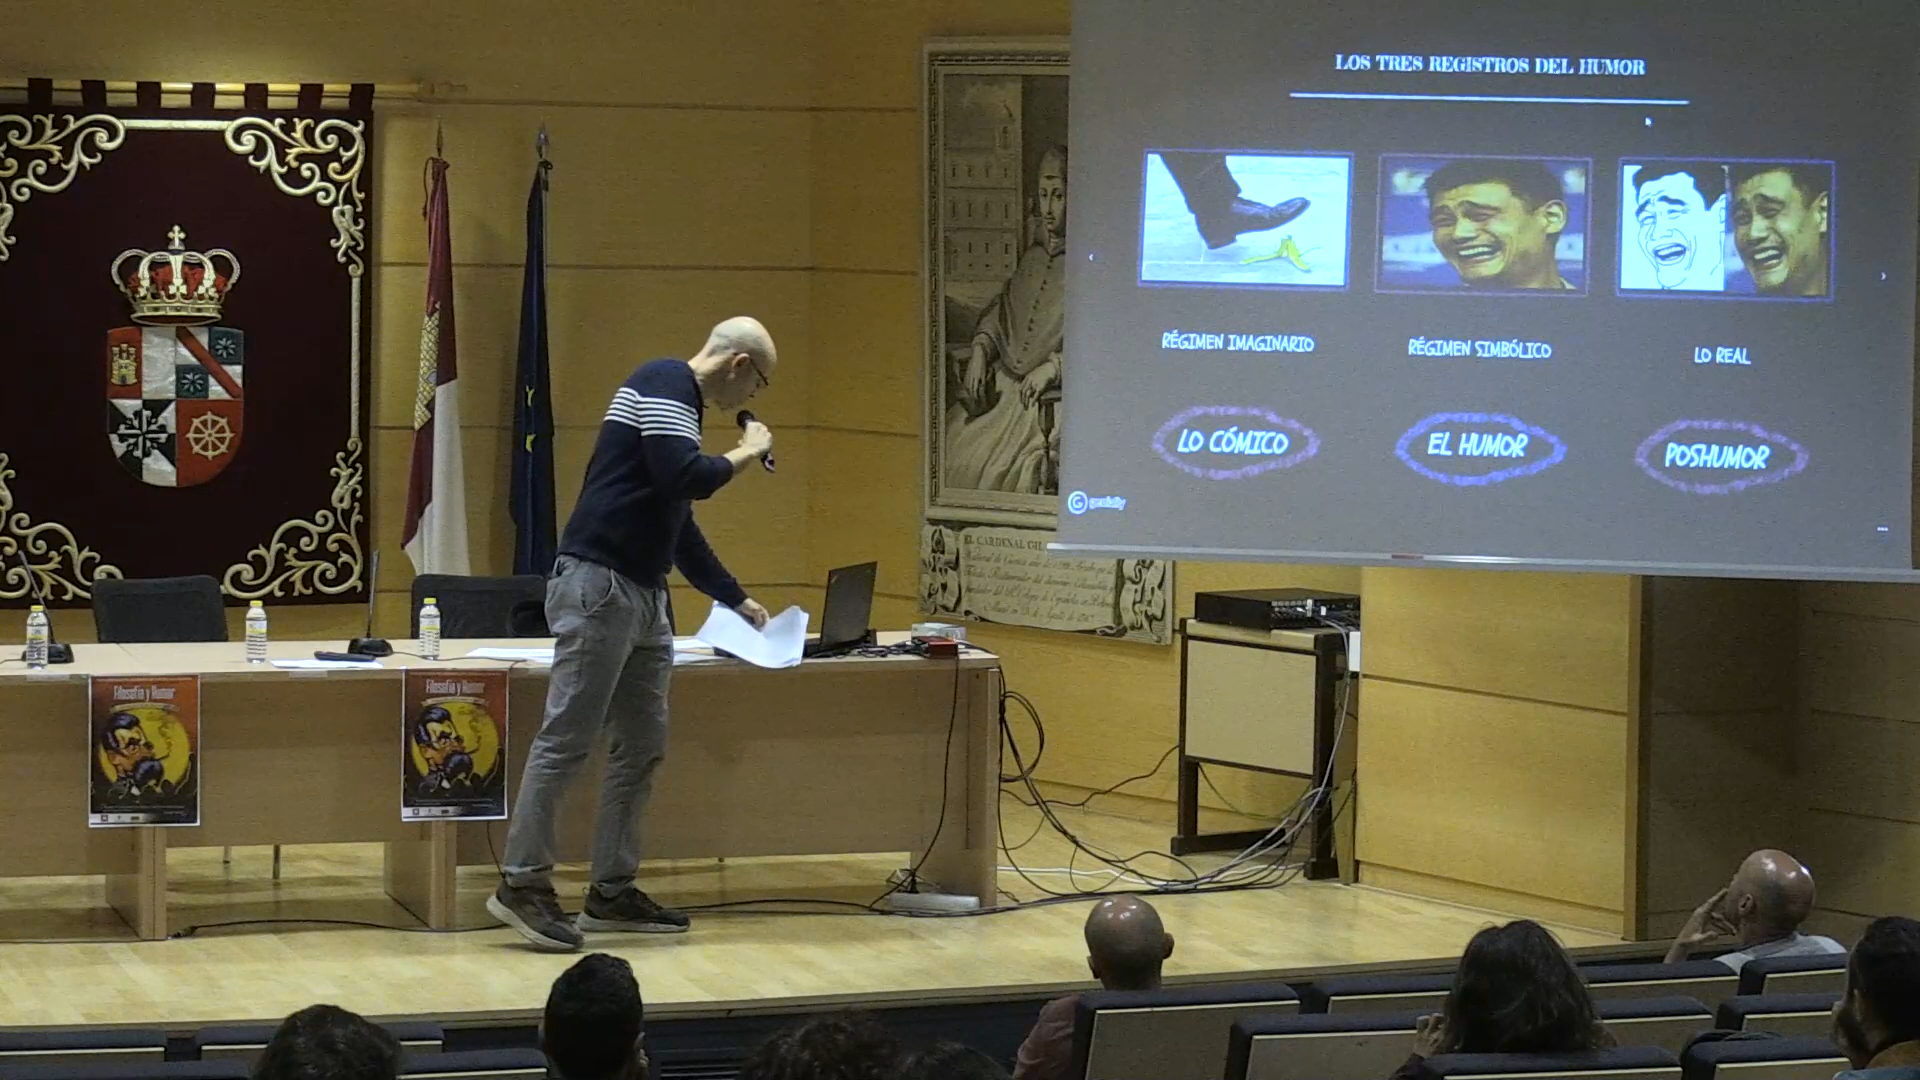 LOS TRES REGISTROS DEL HUMOR
RÉGIMEN IMAGINARIO
RÉGIMEN SIMBÓLICO
LO REAL
LO CÓMICO
EL HUMOR
POSHUMOR
genially
EL CARDENAL GIL
Filosofía y Humor
Filosofía y Humor